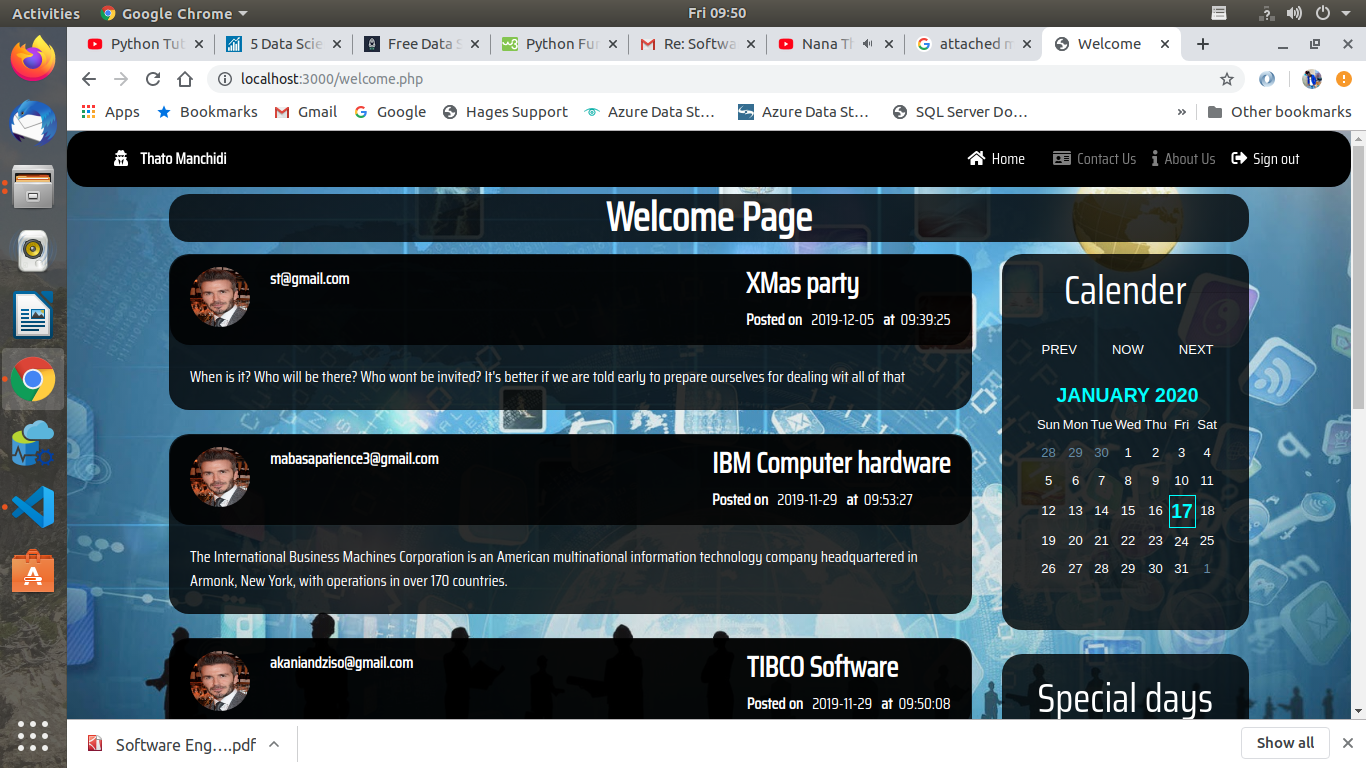 Activities Google Chrome Fri 09:50
Python Tut 5 Data Scie Free Data S Python Fur Re: Softwa Nana Th attached m Welcome
localhost:3000/welcome.php
Apps Bookmarks Gmail Google Hages Support Azure Data St... Azure Data St... SQL Server Do... » Other bookmarks
Thato Manchidi Home Contact Us About Us Sign out
Welcome Page
st@gmail.com
XMas party
Posted on 2019-12-05 at 09:39:25
When is it? Who will be there? Who wont be invited? It's better if we are told early to prepare ourselves for dealing wit all of that
mabasapatience3@gmail.com
IBM Computer hardware
Posted on 2019-11-29 at 09:53:27
The International Business Machines Corporation is an American multinational information technology company headquartered in
Armonk, New York, with operations in over 170 countries.
akaniandziso@gmail.com
TIBCO Software
Posted on 2019-11-29 at 09:50:08
Calender
PREV NOW NEXT
JANUARY 2020
Sun Mon Tue Wed Thu Fri Sat
28 29 30 1 2 3 4
5 6 7 8 9 10 11
12 13 14 15 16 17 18
19 20 21 22 23 24 25
26 27 28 29 30 31 1
Special days
Software Eng....pdf Show all